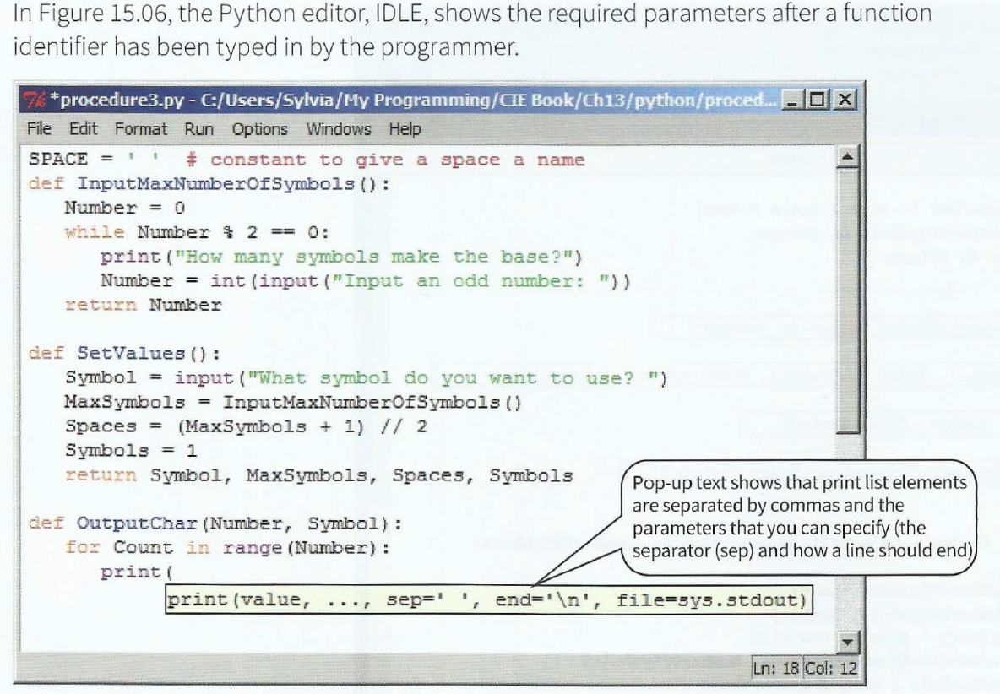 In Figure 15.06, the Python editor, IDLE, shows the required parameters after a function
identifier has been typed in by the programmer.
*procedure3.py - C:/Users/Sylvia/My Programming/CIE Book/Ch13/python/proced...
File Edit Format Run Options Windows Help
SPACE = ' ' # constant to give a space a name
def InputMaxNumberOfSymbols():
    Number = 0
    while Number % 2 == 0:
        print("How many symbols make the base?")
        Number = int(input("Input an odd number: "))
    return Number
def SetValues():
    Symbol = input("What symbol do you want to use? ")
    MaxSymbols = InputMaxNumberOfSymbols()
    Spaces = (MaxSymbols + 1) // 2
    Symbols = 1
    return Symbol, MaxSymbols, Spaces, Symbols
def OutputChar(Number, Symbol):
    for Count in range(Number):
        print(
print(value, ..., sep=' ', end='\n', file=sys.stdout)
Pop-up text shows that print list elements
are separated by commas and the
parameters that you can specify (the
separator (sep) and how a line should end)
Ln: 18 Col: 12